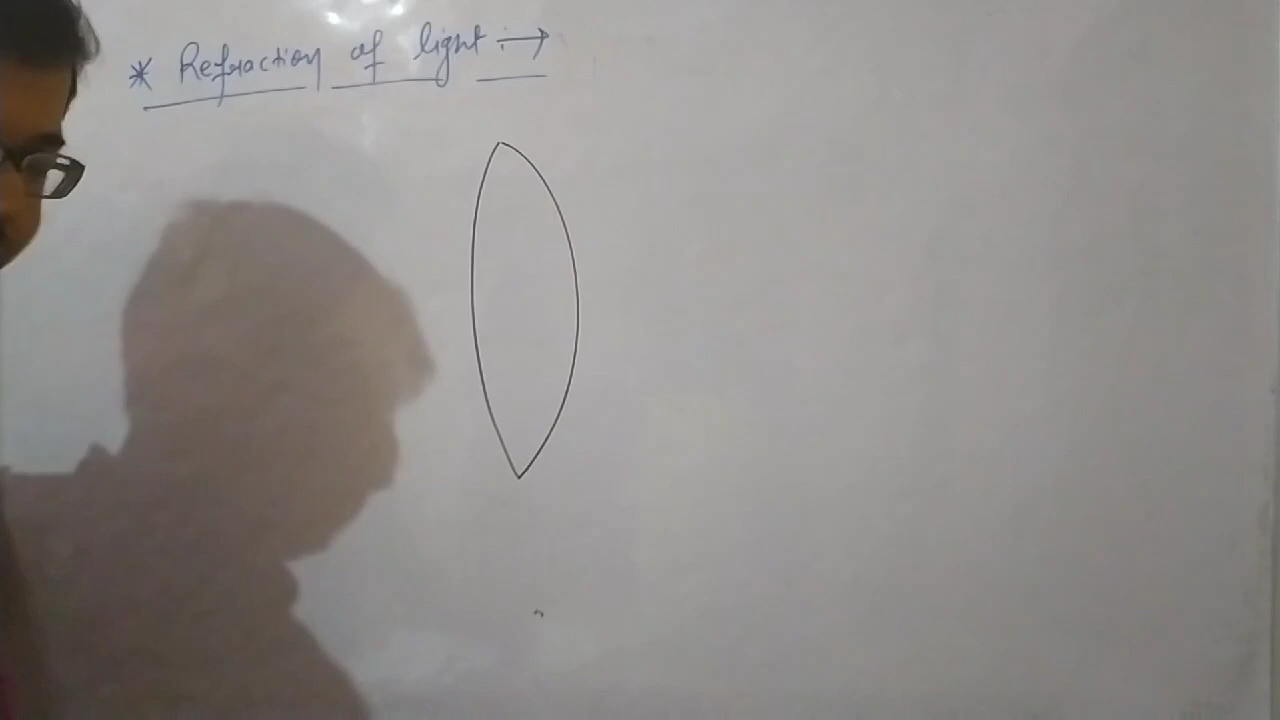 * Refraction of light :→